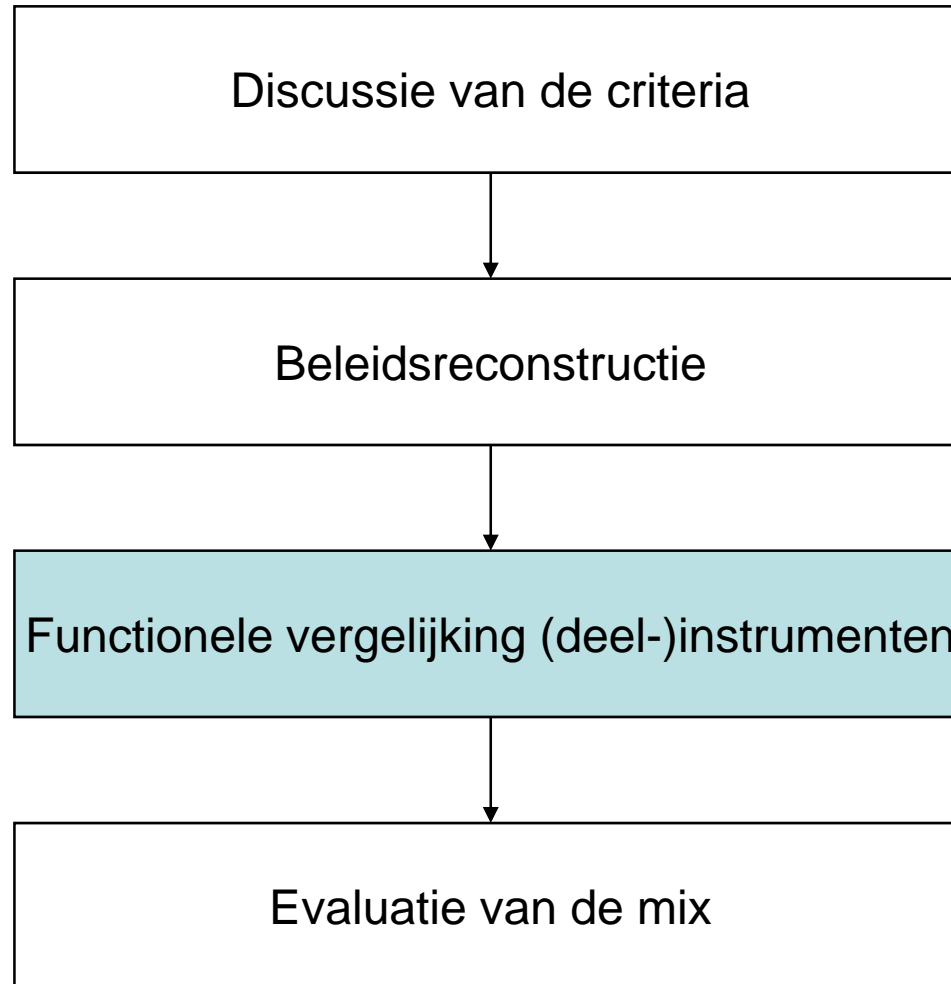 Discussie van de criteria
Beleidsreconstructie
Functionele vergelijking (deel-)instrumenten
Evaluatie van de mix